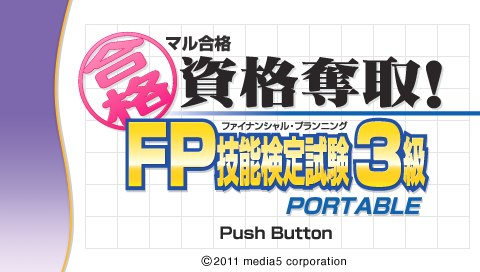 マル合格
合格
資格奪取!
ファイナンシャル・プランニング
FP技能検定試験3級
PORTABLE
Push Button
©2011 media5 corporation